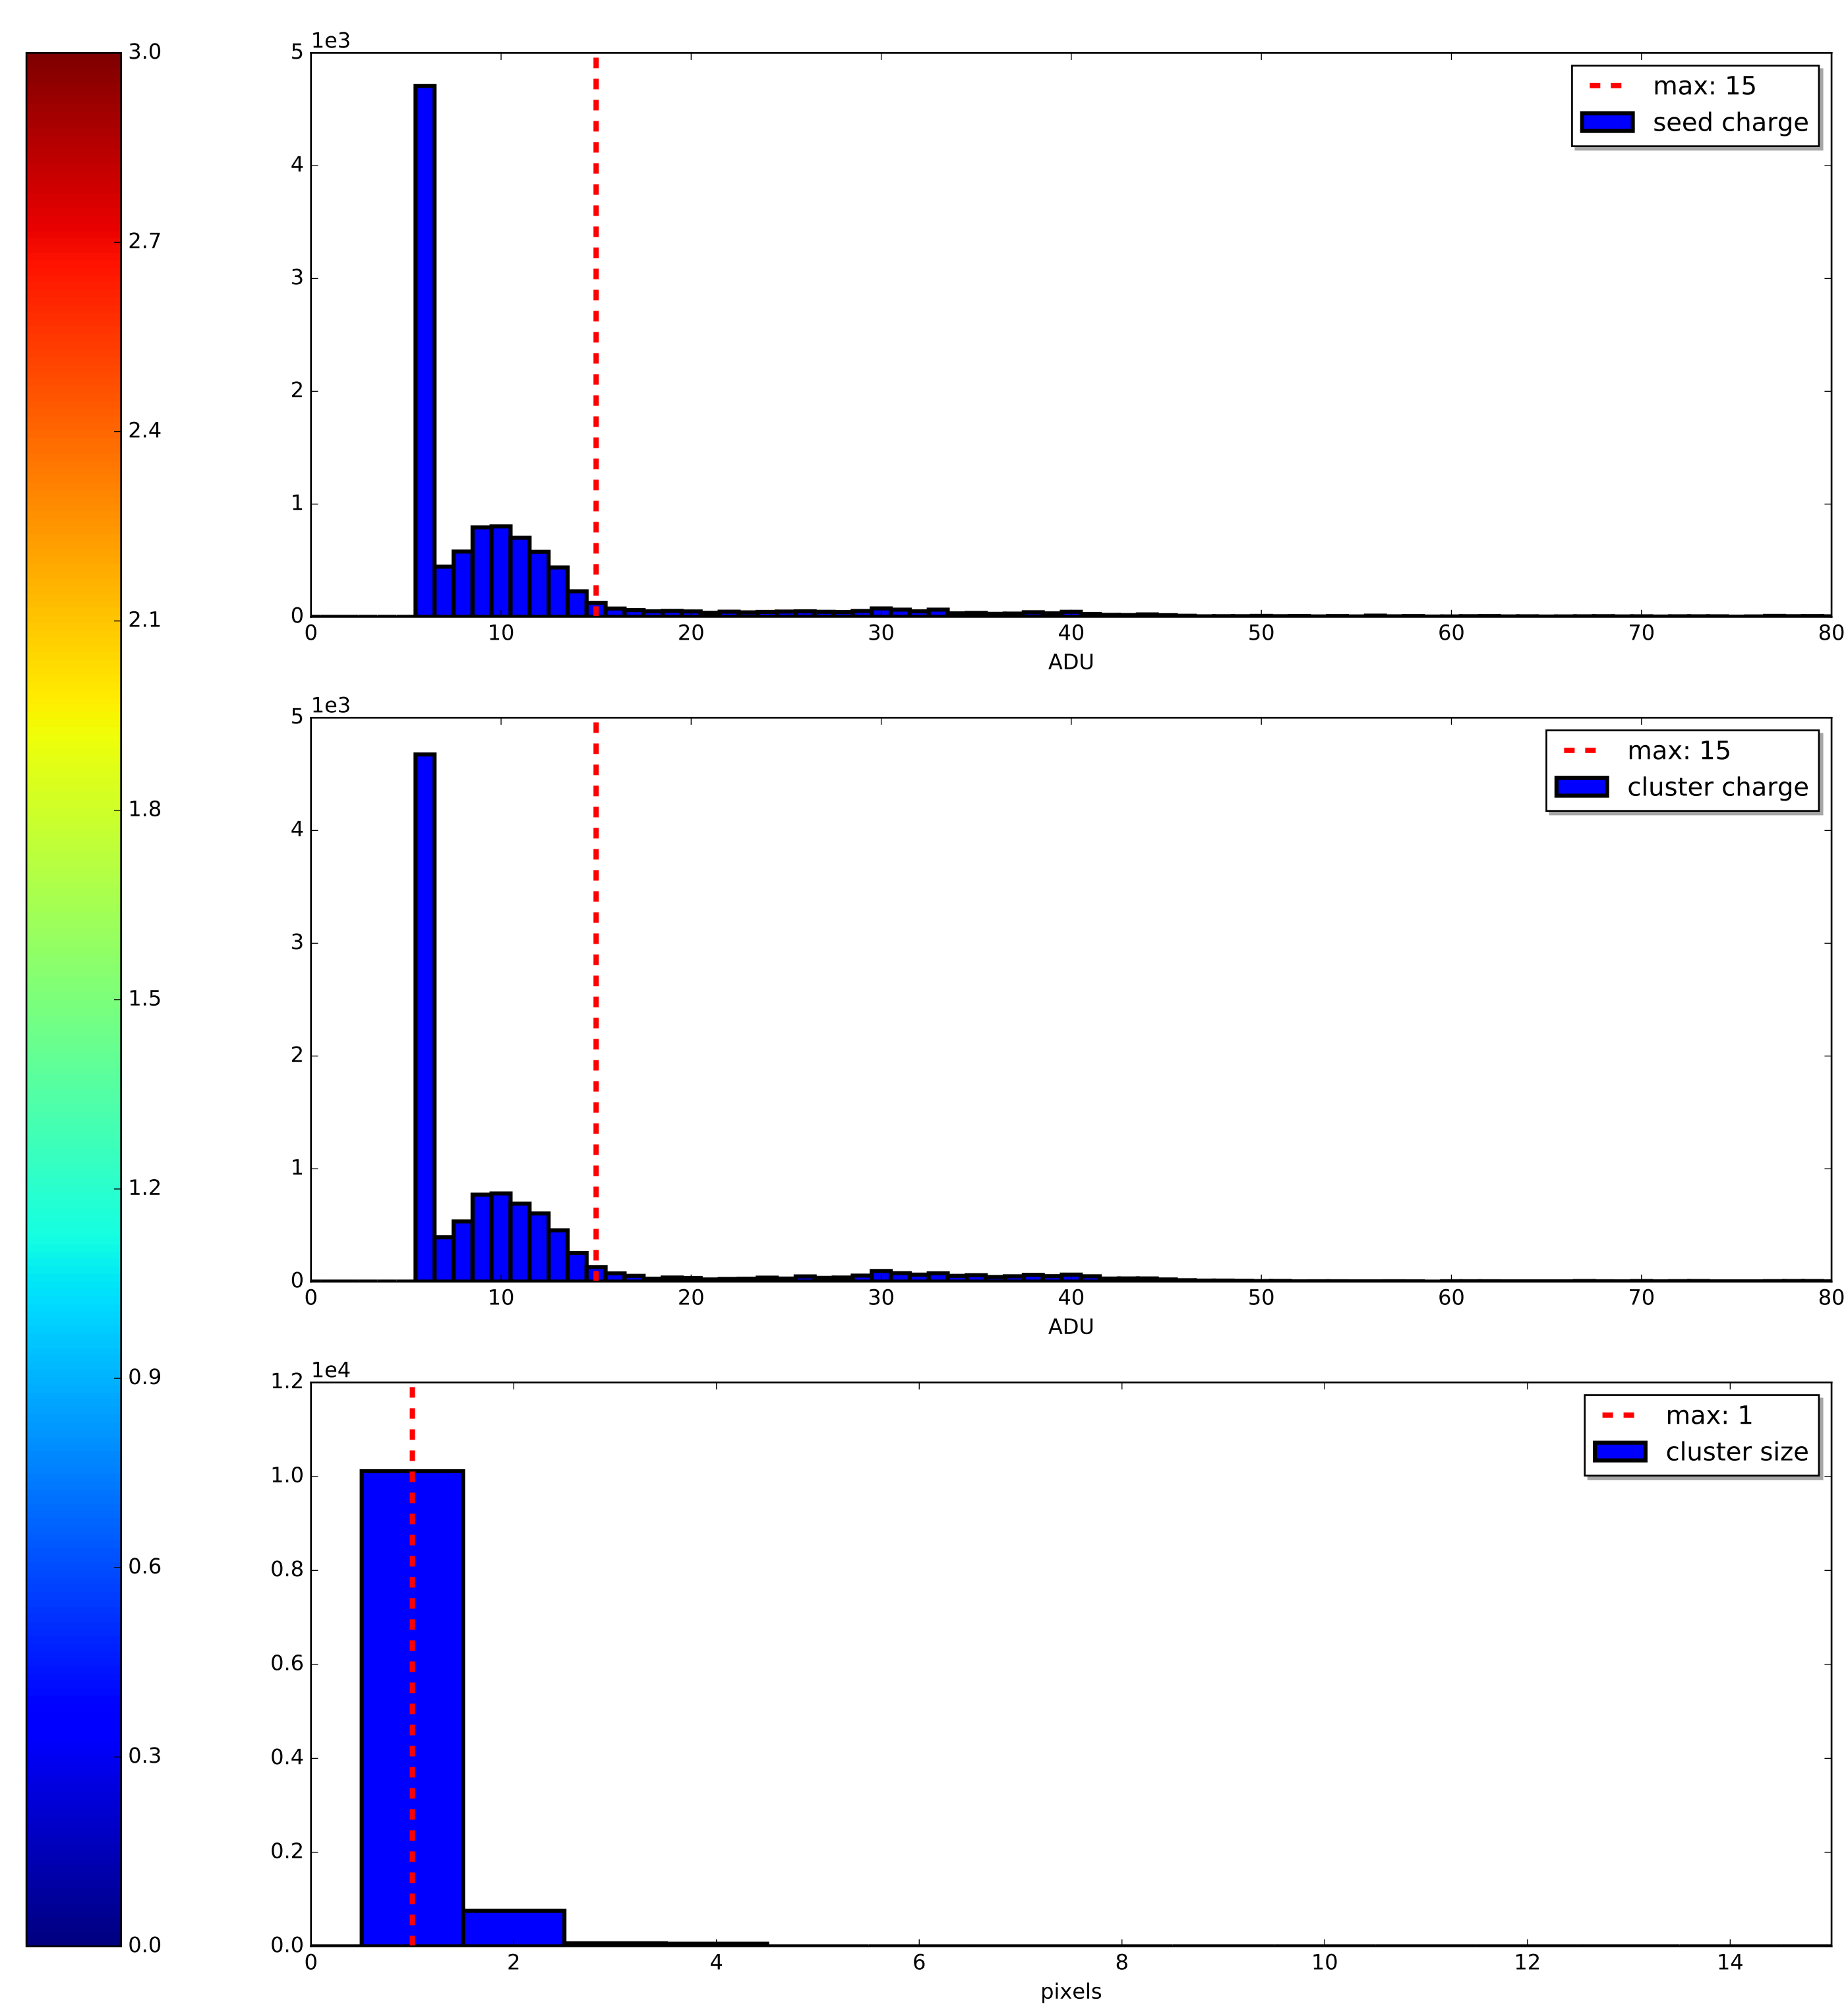 3.0
2.7
2.4
2.1
1.8
1.5
1.2
0.9
0.6
0.3
0.0
1e3
5
4
3
2
1
0
max: 15
seed charge
0 10 20 30 40 50 60 70 80
ADU
1e3
5
4
3
2
1
0
max: 15
cluster charge
0 10 20 30 40 50 60 70 80
ADU
1e4
1.2
1.0
0.8
0.6
0.4
0.2
0.0
max: 1
cluster size
0 2 4 6 8 10 12 14
pixels